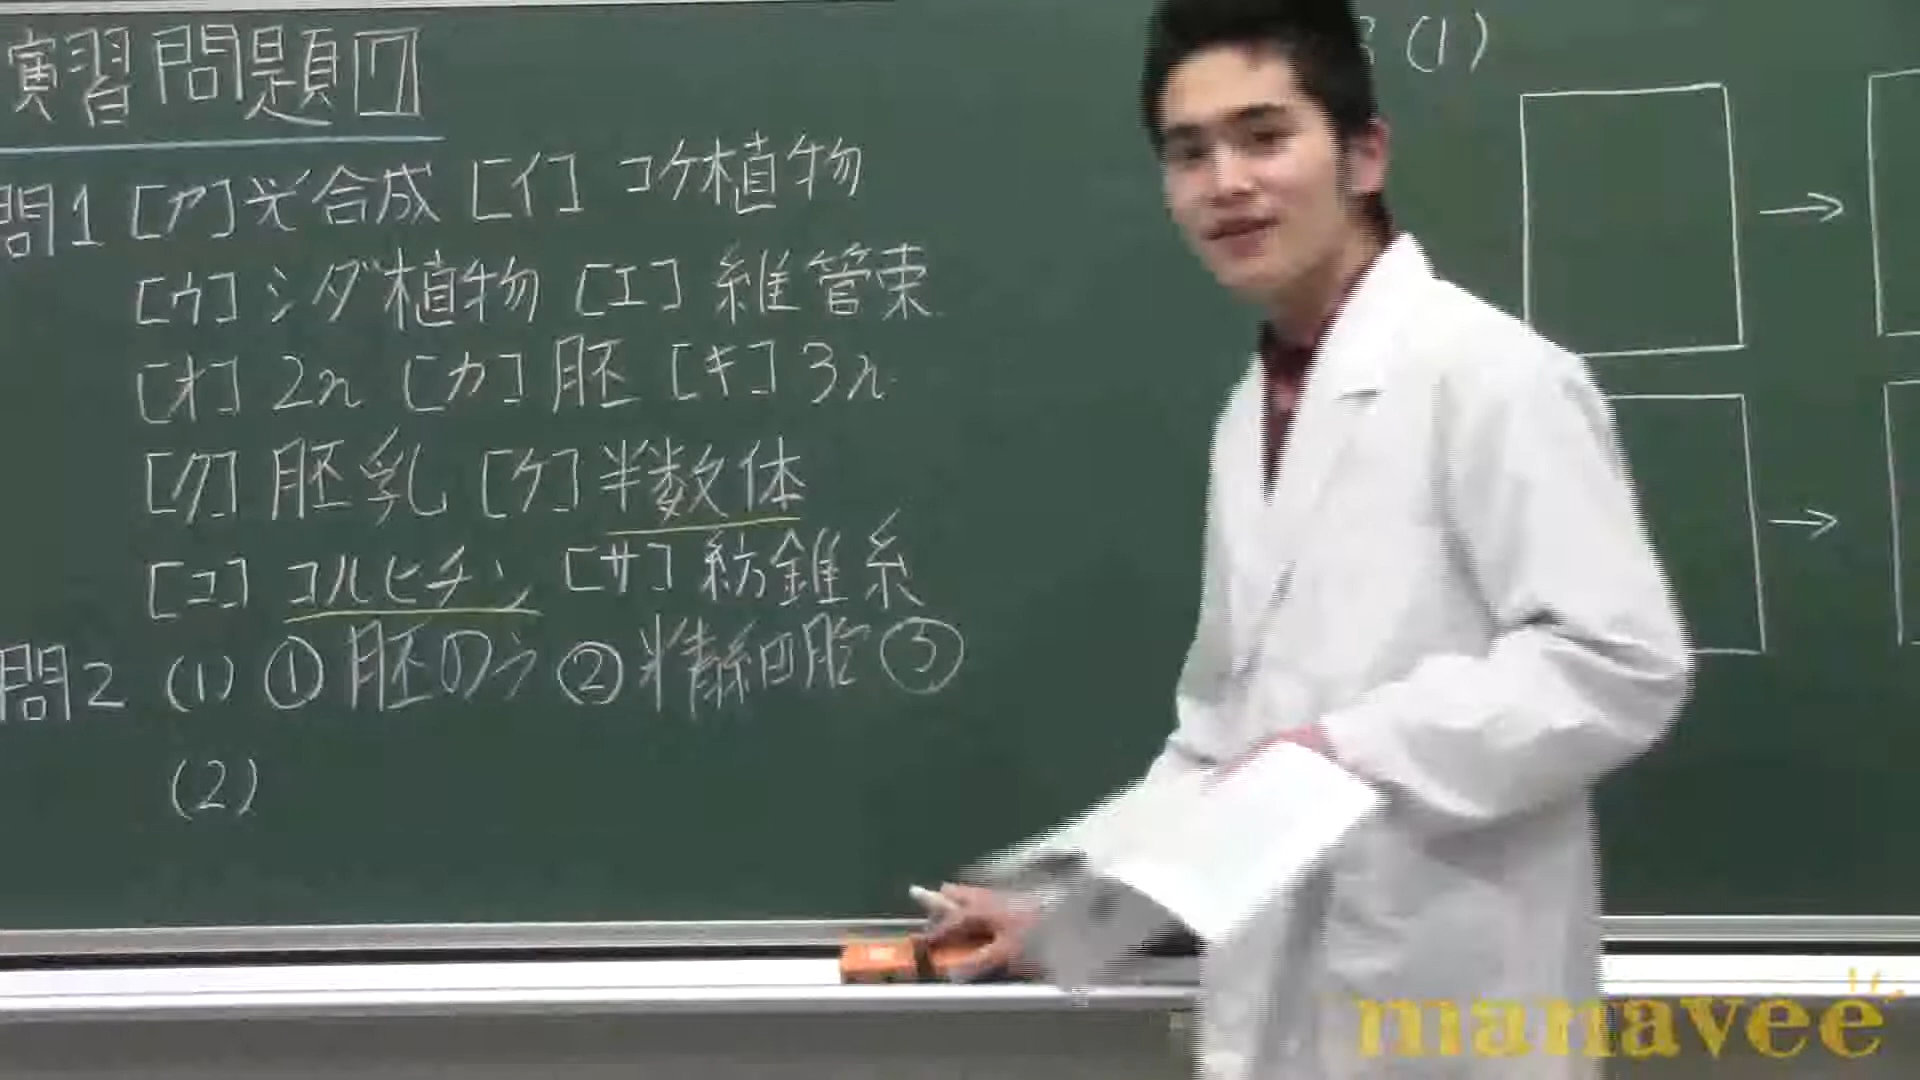 演習問題 7
問1 [ア]光合成 [イ] コケ植物
[ウ]シダ植物 [エ] 維管束
[オ] 2n [カ] 胚 [キ] 3n
[ク] 胚乳 [ケ] 半数体
[コ] コルヒチン [サ] 紡錘糸
問2 (1) ① 胚のう ② 精細胞 ③
(2)
(1)
→
→
manavee